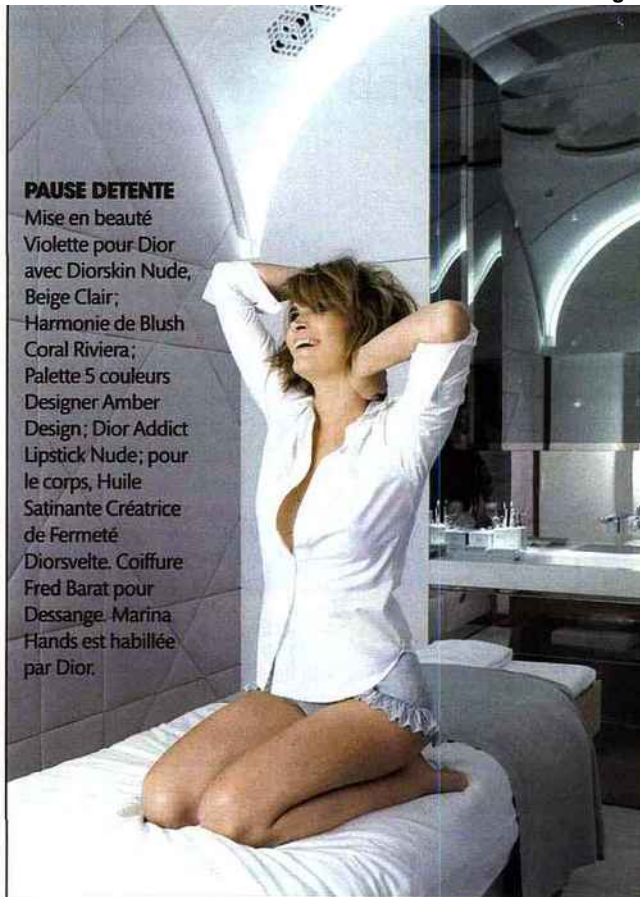 PAUSE DETENTE
Mise en beauté
Violette pour Dior
avec Diorskin Nude,
Beige Clair;
Harmonie de Blush
Coral Riviera;
Palette 5 couleurs
Designer Amber
Design; Dior Addict
Lipstick Nude; pour
le corps, Huile
Satinante Créatrice
de Fermeté
Diorsvelte. Coiffure
Fred Barat pour
Dessange. Marina
Hands est habillée
par Dior.